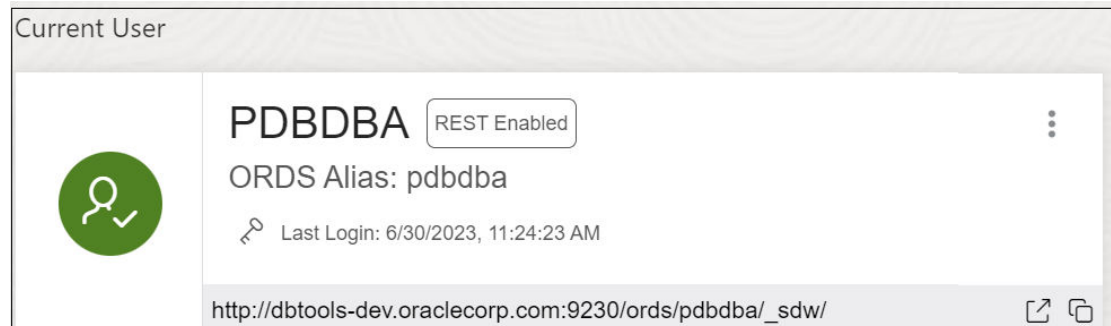 Current User
PDBDBA REST Enabled
ORDS Alias: pdbdba
Last Login: 6/30/2023, 11:24:23 AM
http://dbtools-dev.oraclecorp.com:9230/ords/pdbdba/_sdw/